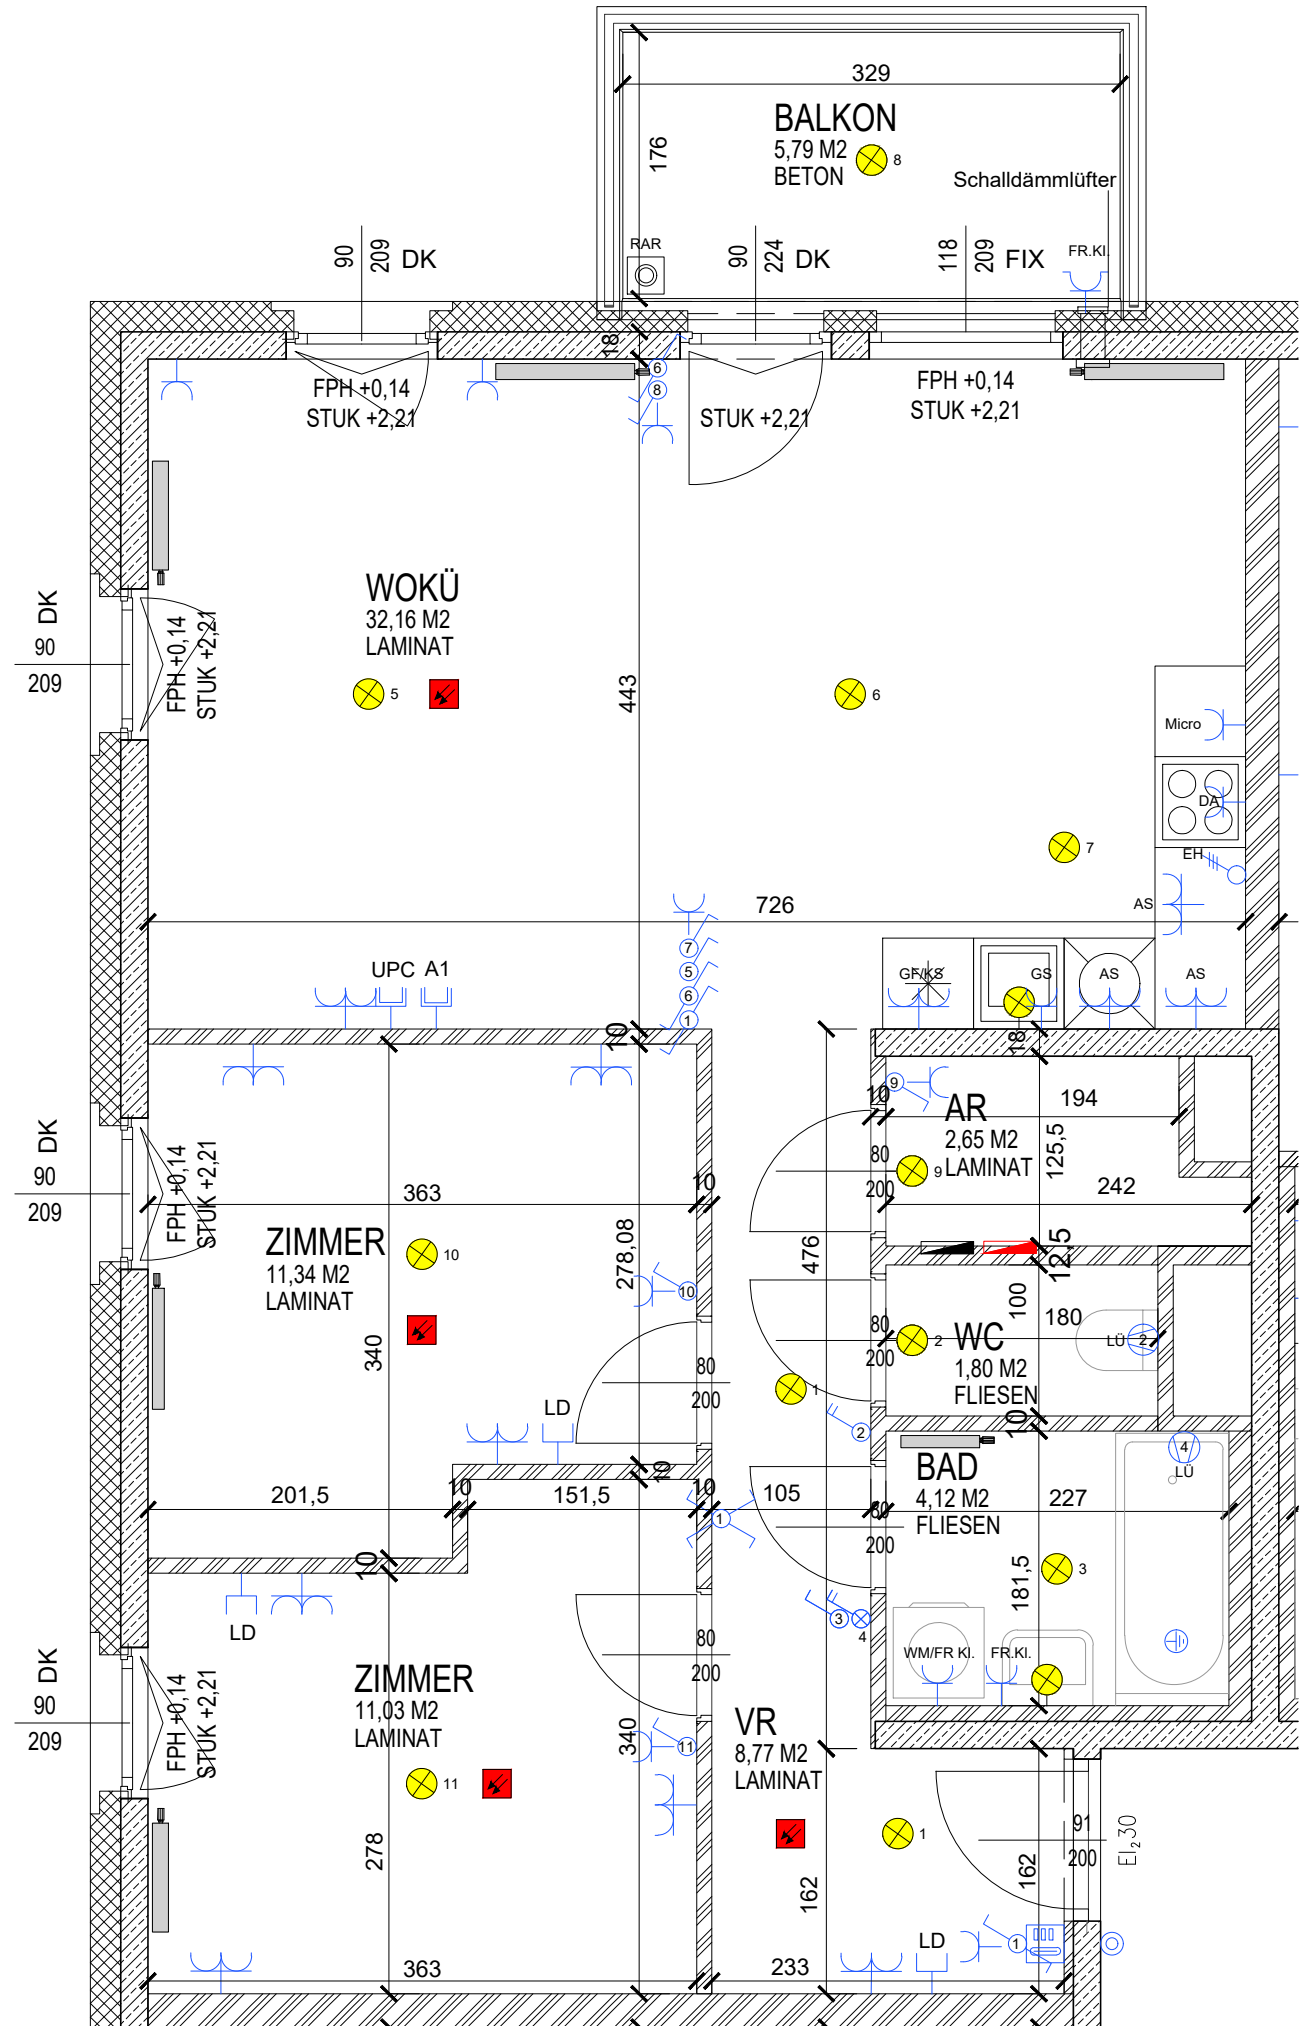 329
BALKON
5,79 M2
BETON
8
176
Schalldämmlüfter
90
209
DK
RAR
90
224
DK
118
209
FIX
FR.Kl.
18
6
8
FPH +0,14
STUK +2,21
STUK +2,21
FPH +0,14
STUK +2,21
WOKÜ
32,16 M2
LAMINAT
5
443
6
DK
90
209
FPH +0,14
STUK +2,21
Micro
DA
7
EH
AS
726
7
5
6
1
UPC
A1
GF/KS
GS
AS
AS
10
18
9
10
AR
2,65 M2
LAMINAT
194
125,5
80
200
9
242
DK
90
209
FPH +0,14
STUK +2,21
363
10
ZIMMER
11,34 M2
LAMINAT
10
278,08
10
476
12,5
100
180
80
200
2
WC
1,80 M2
FLIESEN
LÜ
2
340
80
200
1
LD
2
10
BAD
4,12 M2
FLIESEN
4
LÜ
10
201,5
10
151,5
10
105
80
200
227
1
10
3
181,5
LD
3
4
WM/FR Kl.
FR.Kl.
80
200
DK
90
209
FPH +0,14
STUK +2,21
ZIMMER
11,03 M2
LAMINAT
11
340
11
VR
8,77 M2
LAMINAT
1
91
200
EI₂30
278
162
162
LD
1
363
233